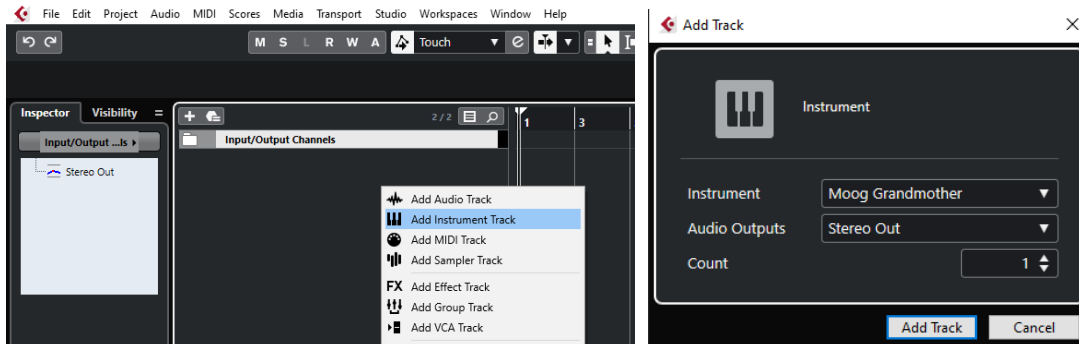 File Edit Project Audio MIDI Scores Media Transport Studio Workspaces Window Help
M S L R W A Touch
Inspector Visibility
2 / 2
1 3
Input/Output ...ls
Input/Output Channels
Stereo Out
Add Audio Track
Add Instrument Track
Add MIDI Track
Add Sampler Track
FX Add Effect Track
Add Group Track
Add VCA Track
Add Track
Instrument
Instrument Moog Grandmother
Audio Outputs Stereo Out
Count 1
Add Track Cancel